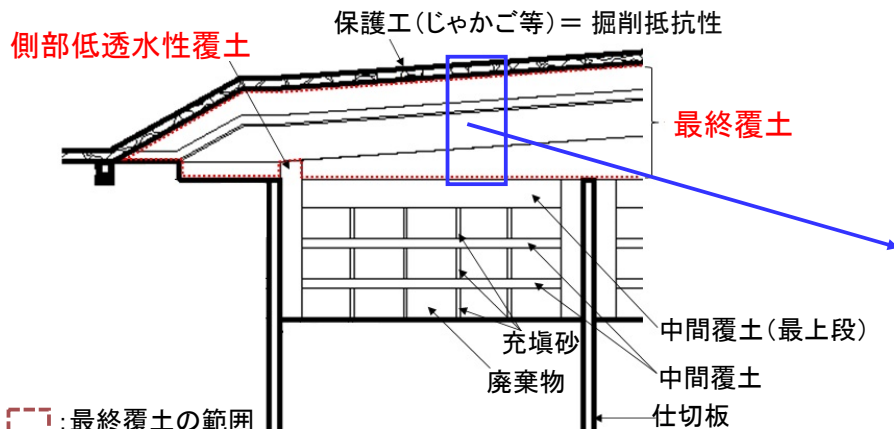 保護工(じゃかご等)= 掘削抵抗性
側部低透水性覆土
最終覆土
中間覆土(最上段)
充塡砂
廃棄物
中間覆土
仕切板
:最終覆土の範囲